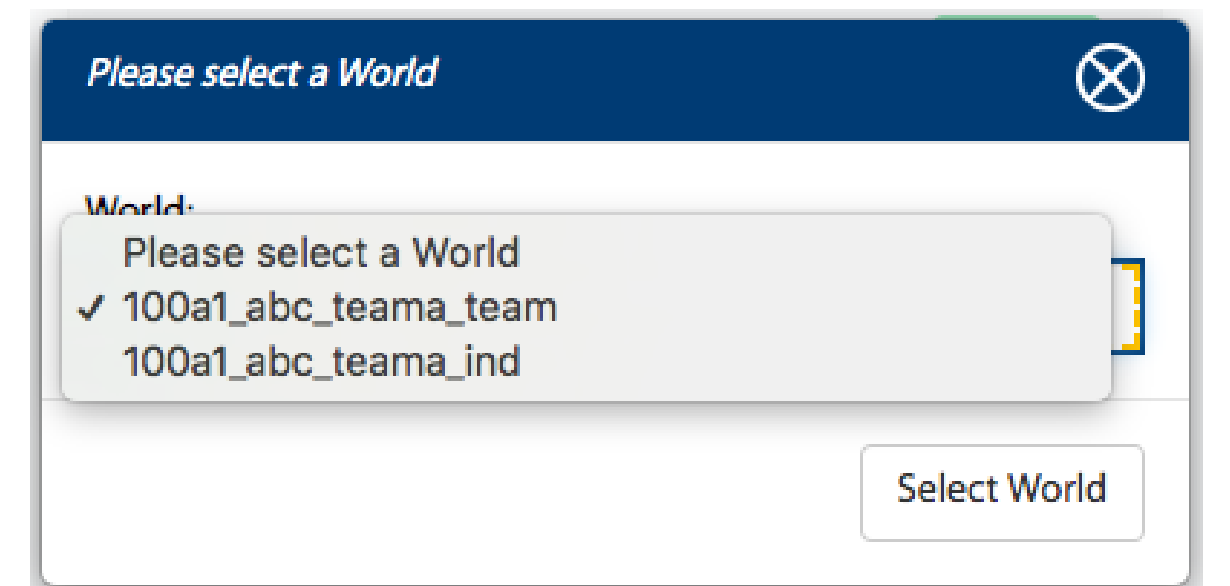 Please select a World
World:
Please select a World
✓ 100a1_abc_teama_team
100a1_abc_teama_ind
Select World